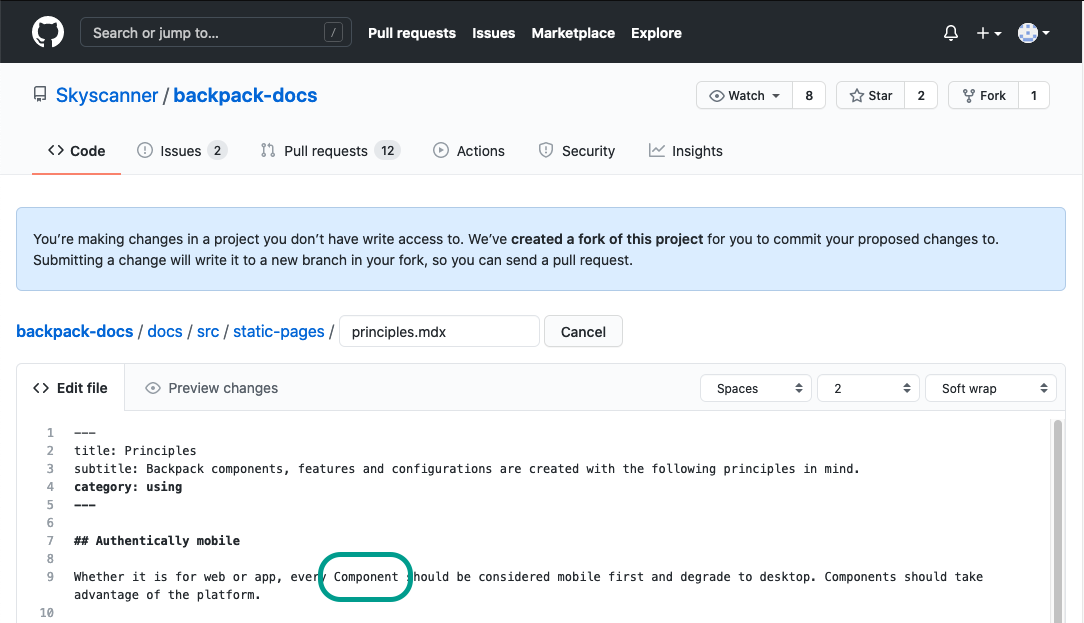 Search or jump to... / Pull requests Issues Marketplace Explore
Skyscanner / backpack-docs Watch 8 Star 2 Fork 1
Code Issues 2 Pull requests 12 Actions Security Insights
You're making changes in a project you don't have write access to. We've created a fork of this project for you to commit your proposed changes to.
Submitting a change will write it to a new branch in your fork, so you can send a pull request.
backpack-docs / docs / src / static-pages / principles.mdx Cancel
<> Edit file Preview changes Spaces 2 Soft wrap
1 ---
2 title: Principles
3 subtitle: Backpack components, features and configurations are created with the following principles in mind.
4 category: using
5 ---
6
7 ## Authentically mobile
8
9 Whether it is for web or app, every Component should be considered mobile first and degrade to desktop. Components should take
advantage of the platform.
10